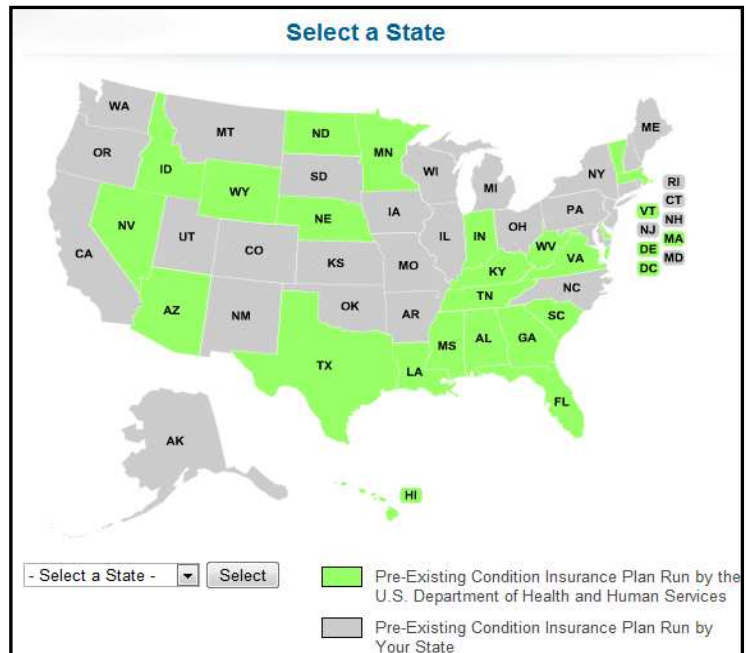 Select a State
WA
MT
ND
MN
ME
OR
ID
WY
SD
WI
MI
NY
RI
CT
VT
NH
NJ
MA
DE
MD
DC
NV
UT
CO
NE
IA
IL
IN
OH
PA
CA
KS
MO
KY
WV
VA
AZ
NM
OK
AR
TN
NC
SC
TX
LA
MS
AL
GA
FL
AK
HI
- Select a State -
Select
Pre-Existing Condition Insurance Plan Run by the
U.S. Department of Health and Human Services
Pre-Existing Condition Insurance Plan Run by
Your State